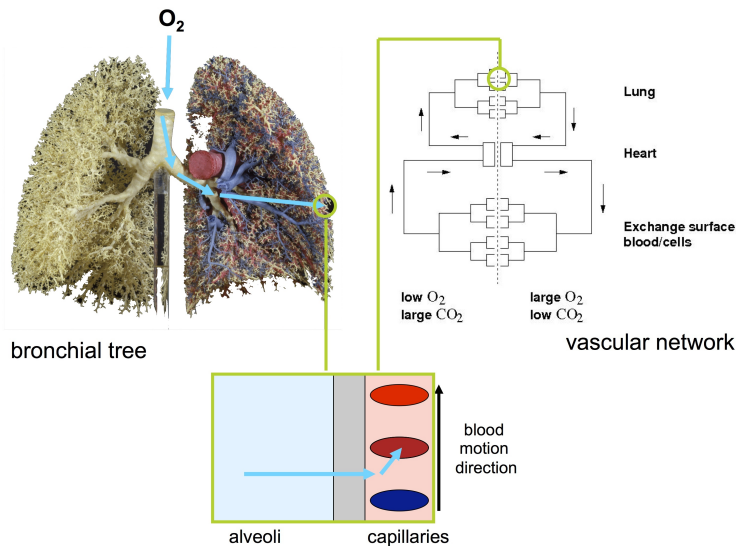 O2
bronchial tree
Lung
Heart
Exchange surface
blood/cells
low O2
large CO2
large O2
low CO2
vascular network
blood
motion
direction
alveoli
capillaries